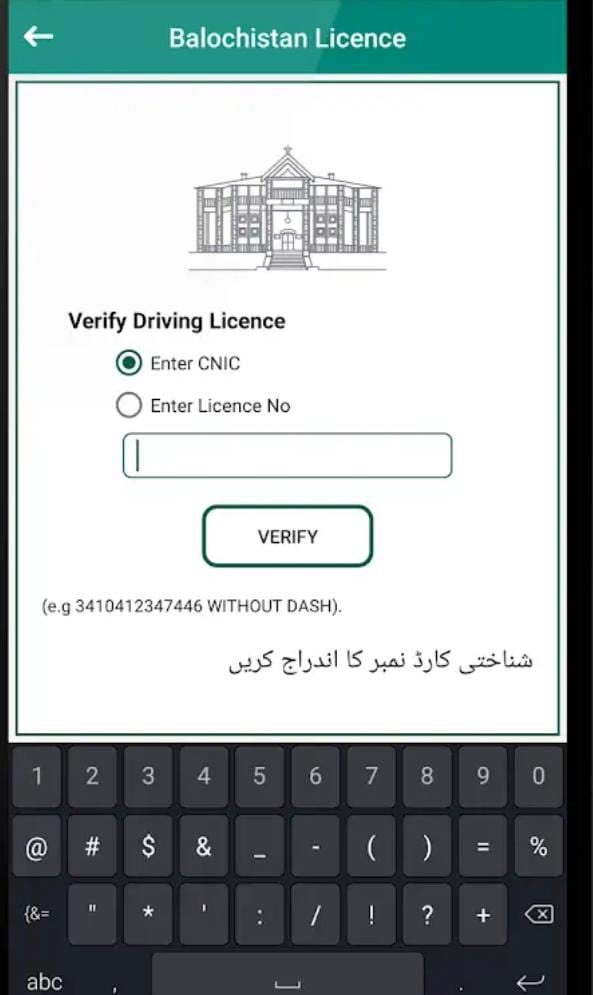 Balochistan Licence
Verify Driving Licence
Enter CNIC
Enter Licence No
VERIFY
(e.g 3410412347446 WITHOUT DASH).
شناختی کارڈ نمبر کا اندراج کریں
1 2 3 4 5 6 7 8 9 0
@ # $ & _ - ( ) = %
{&= " * ' : / ! ? +
abc , .